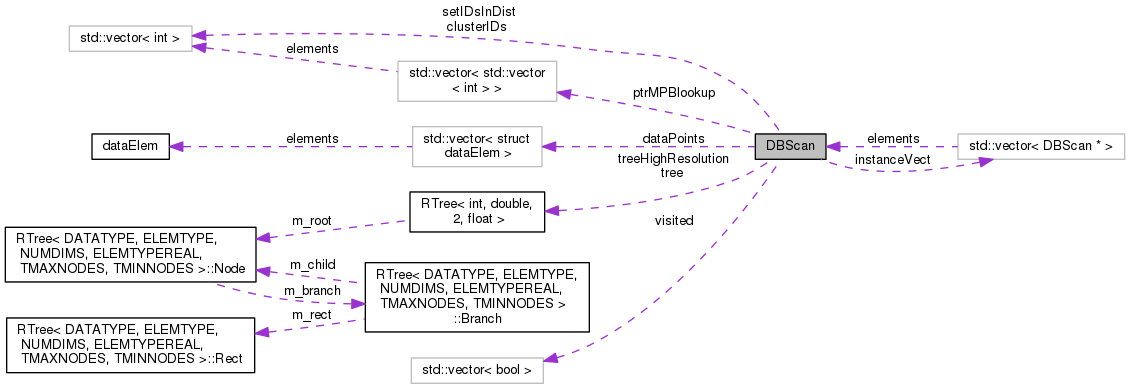 setIDsInDist
clusterIDs
std::vector< int >
elements
std::vector< std::vector
< int > >
ptrMPBlookup
dataElem
elements
std::vector< struct
dataElem >
dataPoints
DBScan
elements
instanceVect
std::vector< DBScan * >
treeHighResolution
tree
RTree< int, double,
2, float >
m_root
visited
RTree< DATATYPE, ELEMTYPE,
NUMDIMS, ELEMTYPEREAL,
TMAXNODES, TMINNODES >::Node
m_child
m_branch
m_rect
RTree< DATATYPE, ELEMTYPE,
NUMDIMS, ELEMTYPEREAL,
TMAXNODES, TMINNODES >
::Branch
RTree< DATATYPE, ELEMTYPE,
NUMDIMS, ELEMTYPEREAL,
TMAXNODES, TMINNODES >::Rect
std::vector< bool >